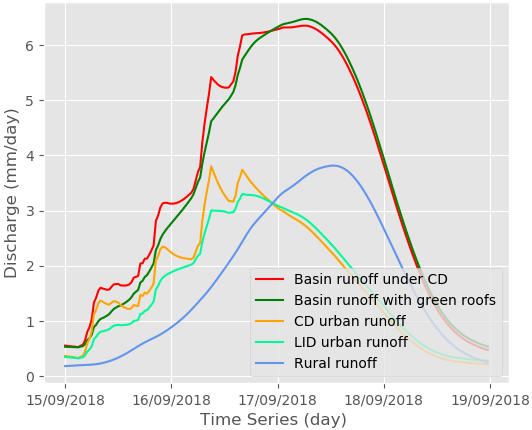 Discharge (mm/day)
6
5
4
3
2
1
0
Basin runoff under CD
Basin runoff with green roofs
CD urban runoff
LID urban runoff
Rural runoff
15/09/2018 16/09/2018 17/09/2018 18/09/2018 19/09/2018
Time Series (day)